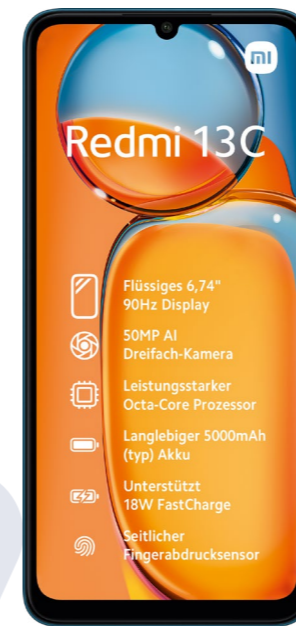 mi
Redmi 13C
Flüssiges 6,74"
90Hz Display
50MP AI
Dreifach-Kamera
Leistungsstarker
Octa-Core Prozessor
Langlebiger 5000mAh
(typ) Akku
Unterstützt
18W FastCharge
Seitlicher
Fingerabdrucksensor